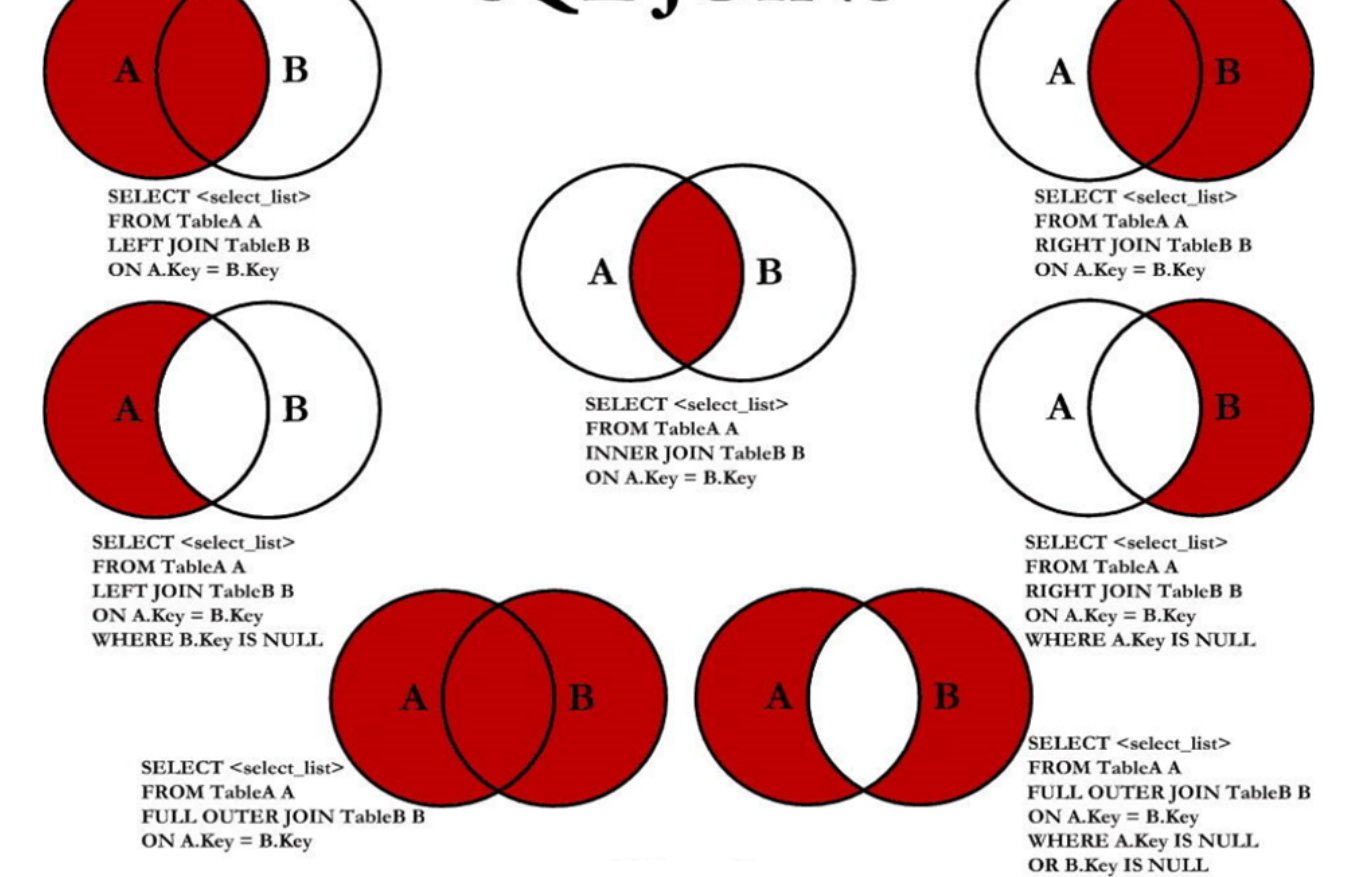 A B
SELECT <select_list>
FROM TableA A
LEFT JOIN TableB B
ON A.Key = B.Key
A B
SELECT <select_list>
FROM TableA A
RIGHT JOIN TableB B
ON A.Key = B.Key
A B
SELECT <select_list>
FROM TableA A
INNER JOIN TableB B
ON A.Key = B.Key
A B
SELECT <select_list>
FROM TableA A
LEFT JOIN TableB B
ON A.Key = B.Key
WHERE B.Key IS NULL
A B
SELECT <select_list>
FROM TableA A
RIGHT JOIN TableB B
ON A.Key = B.Key
WHERE A.Key IS NULL
A B
SELECT <select_list>
FROM TableA A
FULL OUTER JOIN TableB B
ON A.Key = B.Key
A B
SELECT <select_list>
FROM TableA A
FULL OUTER JOIN TableB B
ON A.Key = B.Key
WHERE A.Key IS NULL
OR B.Key IS NULL